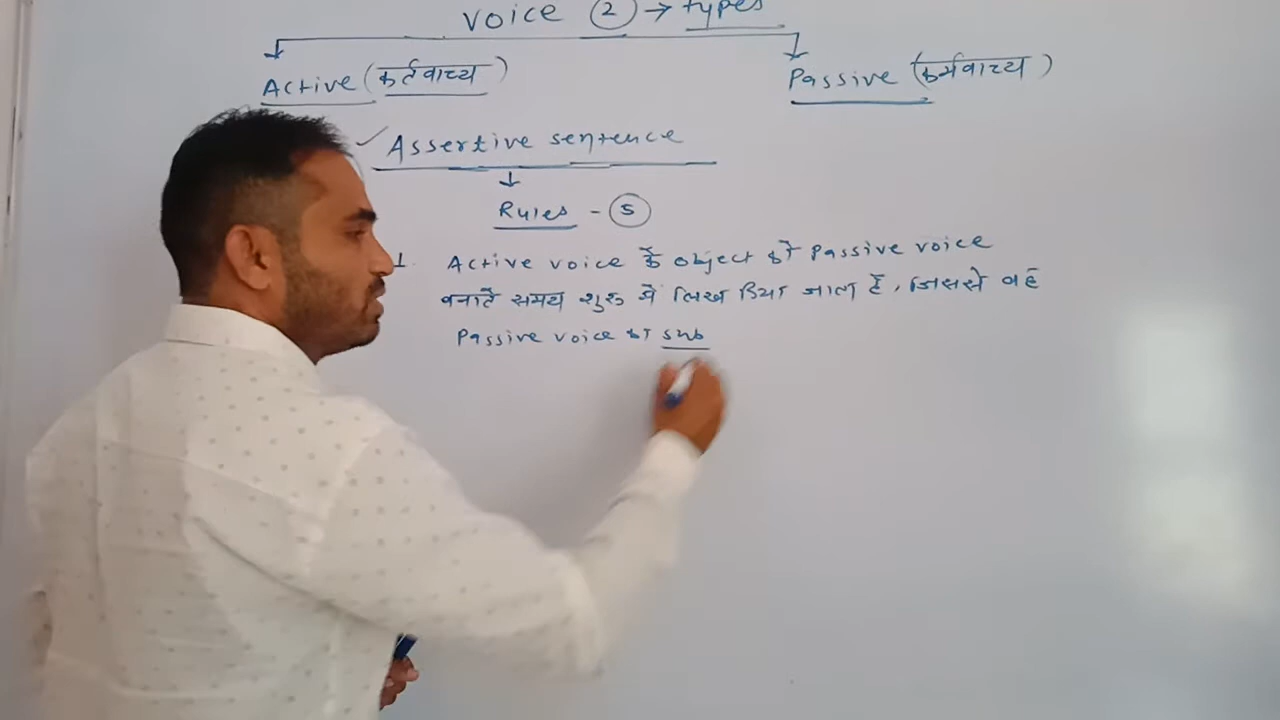 Voice ② → types
Active (कर्तवाच्य) Passive (कर्मवाच्य)
✓ Assertive sentence
Rules - ⑤
1. Active voice के object को Passive voice
बनाते समय शुरू में लिख दिया जाता है, जिससे वह
Passive voice का sub